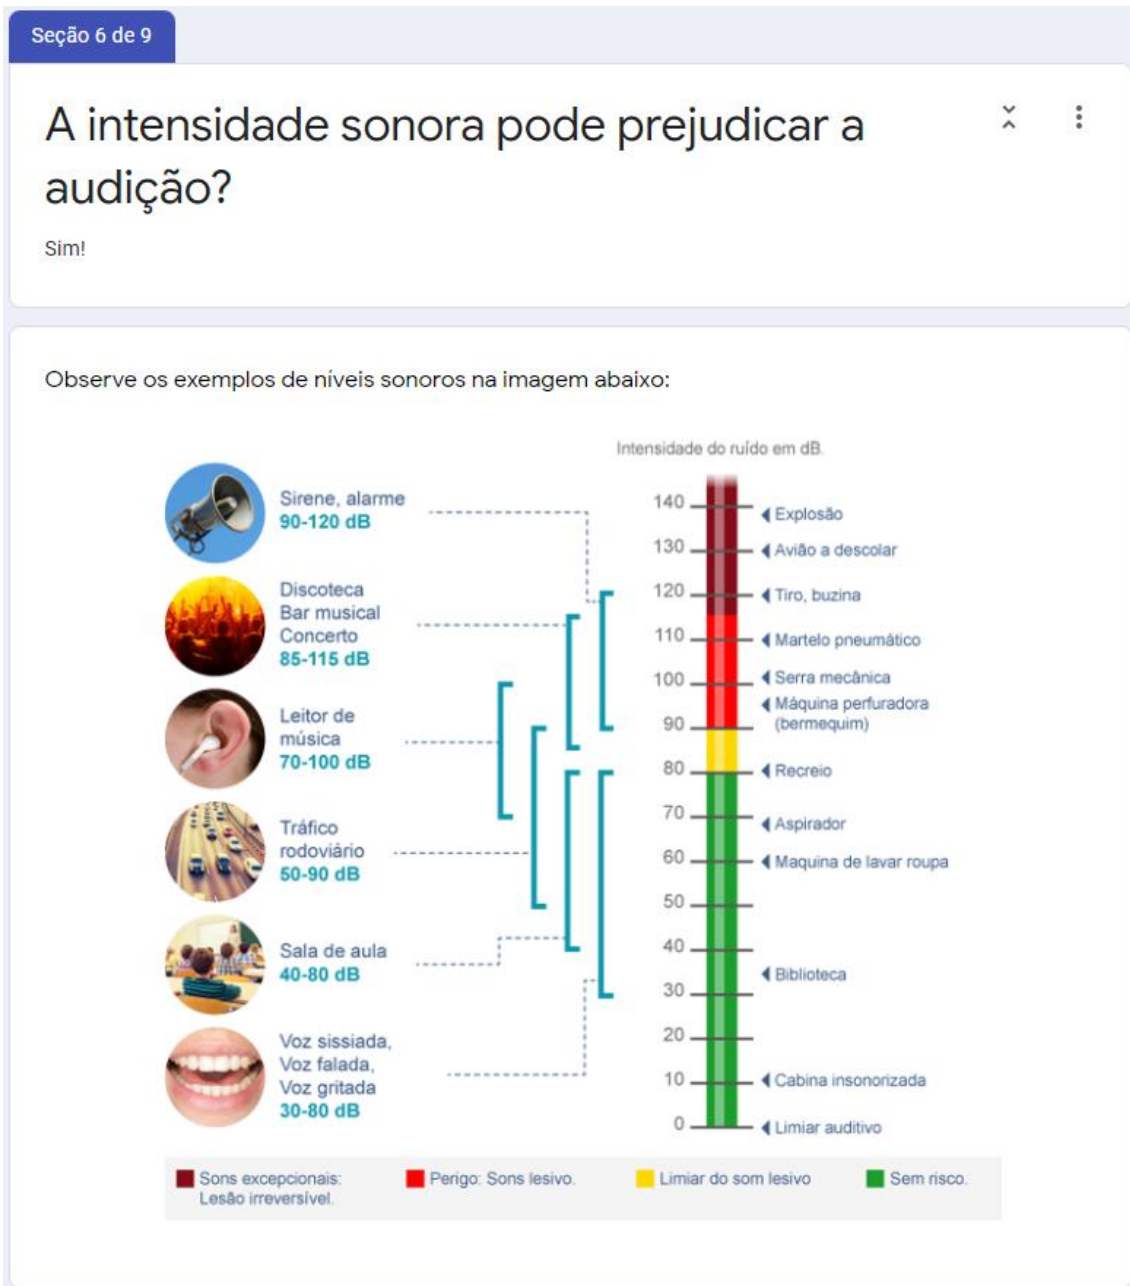 Seção 6 de 9
A intensidade sonora pode prejudicar a
audição?
Sim!
Observe os exemplos de níveis sonoros na imagem abaixo:
Intensidade do ruído em dB.
Sirene, alarme
90-120 dB
Discoteca
Bar musical
Concerto
85-115 dB
Leitor de
música
70-100 dB
Tráfico
rodoviário
50-90 dB
Sala de aula
40-80 dB
Voz sissiada,
Voz falada,
Voz gritada
30-80 dB
140
130
120
110
100
90
80
70
60
50
40
30
20
10
0
Explosão
Avião a descolar
Tiro, buzina
Martelo pneumático
Serra mecânica
Máquina perfuradora
(bermequim)
Recreio
Aspirador
Maquina de lavar roupa
Biblioteca
Cabina insonorizada
Limiar auditivo
Sons excepcionais:
Lesão irreversível.
Perigo: Sons lesivo.
Limiar do som lesivo
Sem risco.